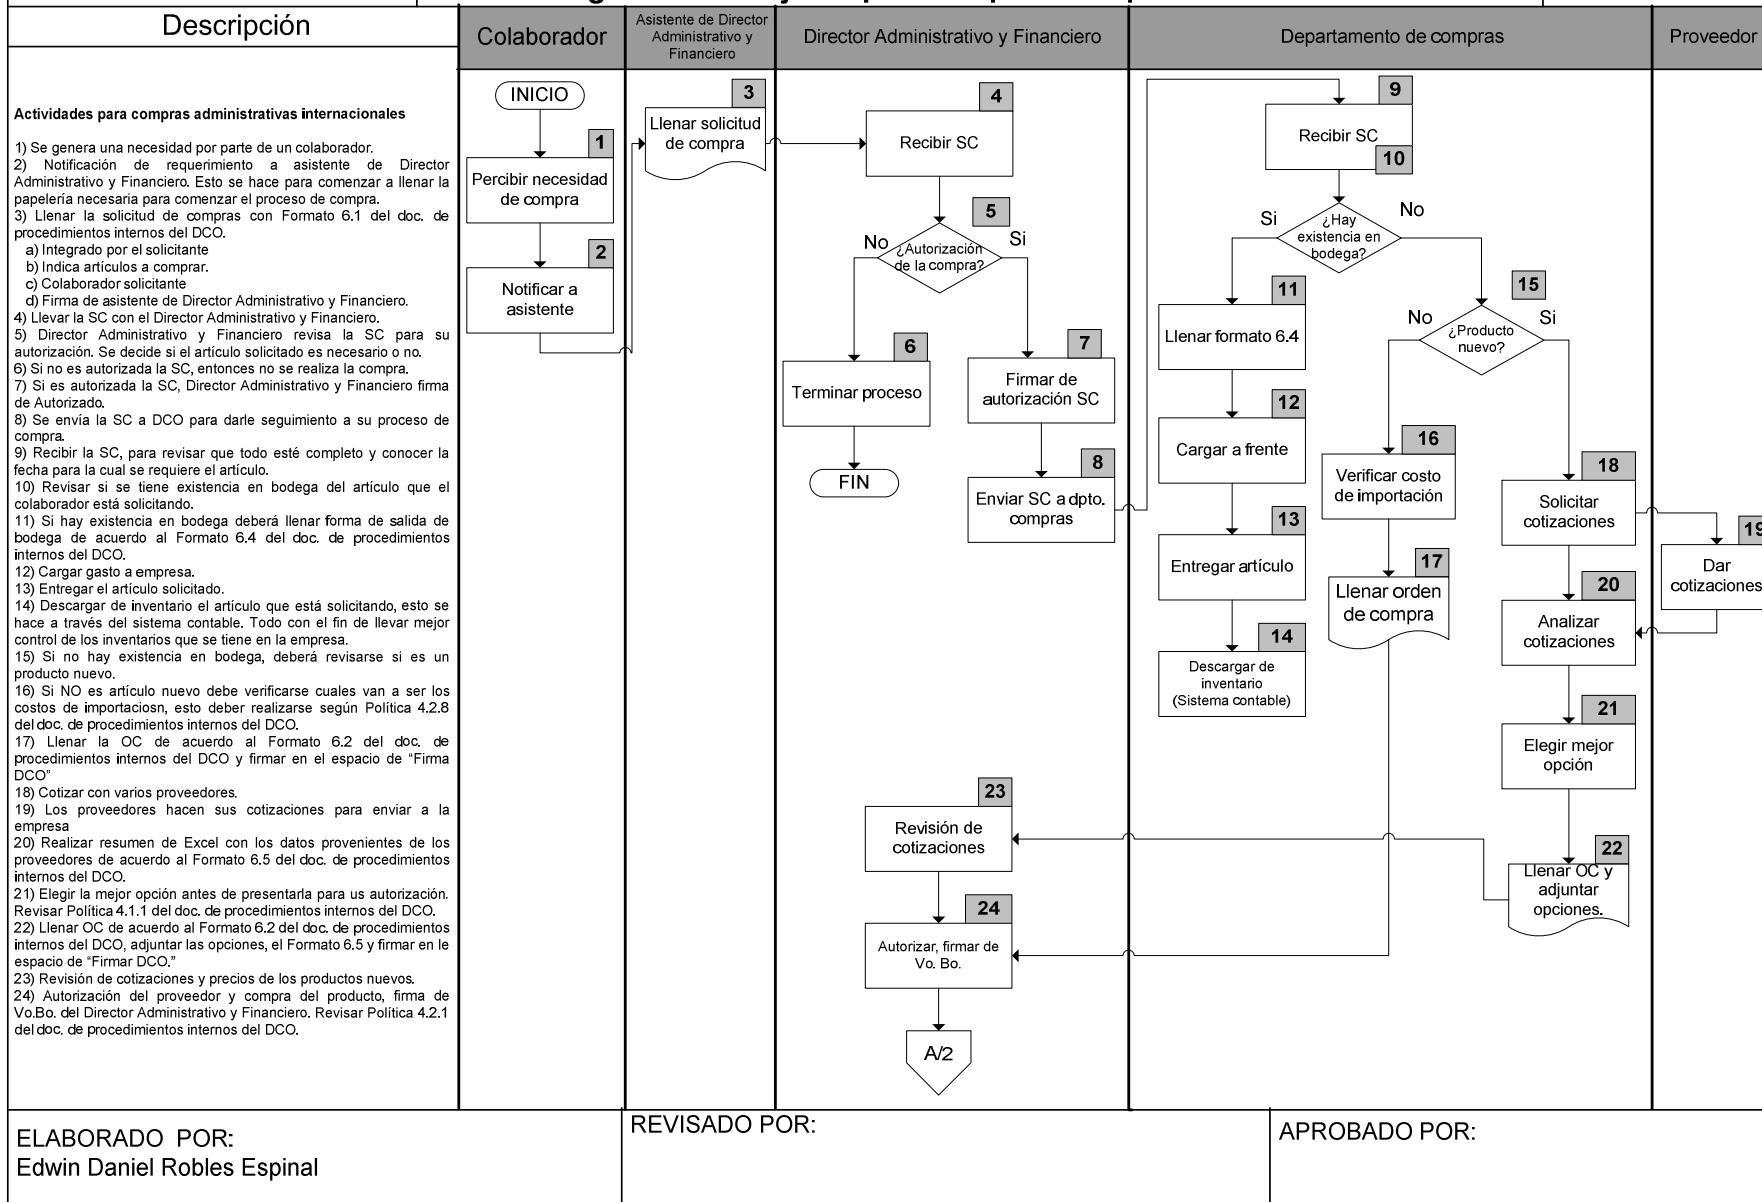 Descripción
Colaborador
Asistente de Director
Administrativo y
Financiero
Director Administrativo y Financiero
Departamento de compras
Proveedor
Actividades para compras administrativas internacionales
1) Se genera una necesidad por parte de un colaborador.
2) Notificación de requerimiento a asistente de Director
Administrativo y Financiero. Esto se hace para comenzar a llenar la
papelería necesaria para comenzar el proceso de compra.
3) Llenar la solicitud de compras con Formato 6.1 del doc. de
procedimientos internos del DCO.
a) Integrado por el solicitante
b) Indica artículos a comprar.
c) Colaborador solicitante
d) Firma de asistente de Director Administrativo y Financiero.
4) Llevar la SC con el Director Administrativo y Financiero.
5) Director Administrativo y Financiero revisa la SC para su
autorización. Se decide si el artículo solicitado es necesario o no.
6) Si no es autorizada la SC, entonces no se realiza la compra.
7) Si es autorizada la SC, Director Administrativo y Financiero firma
de Autorizado.
8) Se envía la SC a DCO para darle seguimiento a su proceso de
compra.
9) Recibir la SC, para revisar que todo esté completo y conocer la
fecha para la cual se requiere el artículo.
10) Revisar si se tiene existencia en bodega del artículo que el
colaborador está solicitando.
11) Si hay existencia en bodega deberá llenar forma de salida de
bodega de acuerdo al Formato 6.4 del doc. de procedimientos
internos del DCO.
12) Cargar gasto a empresa.
13) Entregar el artículo solicitado.
14) Descargar de inventario el artículo que está solicitando, esto se
hace a través del sistema contable. Todo con el fin de llevar mejor
control de los inventarios que se tiene en la empresa.
15) Si no hay existencia en bodega, deberá revisarse si es un
producto nuevo.
16) Si NO es artículo nuevo debe verificarse cuales van a ser los
costos de importaciosn, esto deber realizarse según Política 4.2.8
del doc. de procedimientos internos del DCO.
17) Llenar la OC de acuerdo al Formato 6.2 del doc. de
procedimientos internos del DCO y firmar en el espacio de “Firma
DCO”
18) Cotizar con varios proveedores.
19) Los proveedores hacen sus cotizaciones para enviar a la
empresa
20) Realizar resumen de Excel con los datos provenientes de los
proveedores de acuerdo al Formato 6.5 del doc. de procedimientos
internos del DCO.
21) Elegir la mejor opción antes de presentarla para us autorización.
Revisar Política 4.1.1 del doc. de procedimientos internos del DCO.
22) Llenar OC de acuerdo al Formato 6.2 del doc. de procedimientos
internos del DCO, adjuntar las opciones, el Formato 6.5 y firmar en le
espacio de “Firmar DCO.”
23) Revisión de cotizaciones y precios de los productos nuevos.
24) Autorización del proveedor y compra del producto, firma de
Vo.Bo. del Director Administrativo y Financiero. Revisar Política 4.2.1
del doc. de procedimientos internos del DCO.
INICIO
1
Percibir necesidad
de compra
2
Notificar a
asistente
3
Llenar solicitud
de compra
4
Recibir SC
5
¿Autorización
de la compra?
No
Si
6
Terminar proceso
FIN
7
Firmar de
autorización SC
8
Enviar SC a dpto.
compras
9
Recibir SC
10
¿Hay
existencia en
bodega?
Si
No
11
Llenar formato 6.4
12
Cargar a frente
13
Entregar artículo
14
Descargar de
inventario
(Sistema contable)
15
¿Producto
nuevo?
No
Si
16
Verificar costo
de importación
17
Llenar orden
de compra
18
Solicitar
cotizaciones
19
Dar
cotizaciones
20
Analizar
cotizaciones
21
Elegir mejor
opción
22
Llenar OC y
adjuntar
opciones.
23
Revisión de
cotizaciones
24
Autorizar, firmar de
Vo. Bo.
A/2
ELABORADO POR:
Edwin Daniel Robles Espinal
REVISADO POR:
APROBADO POR: